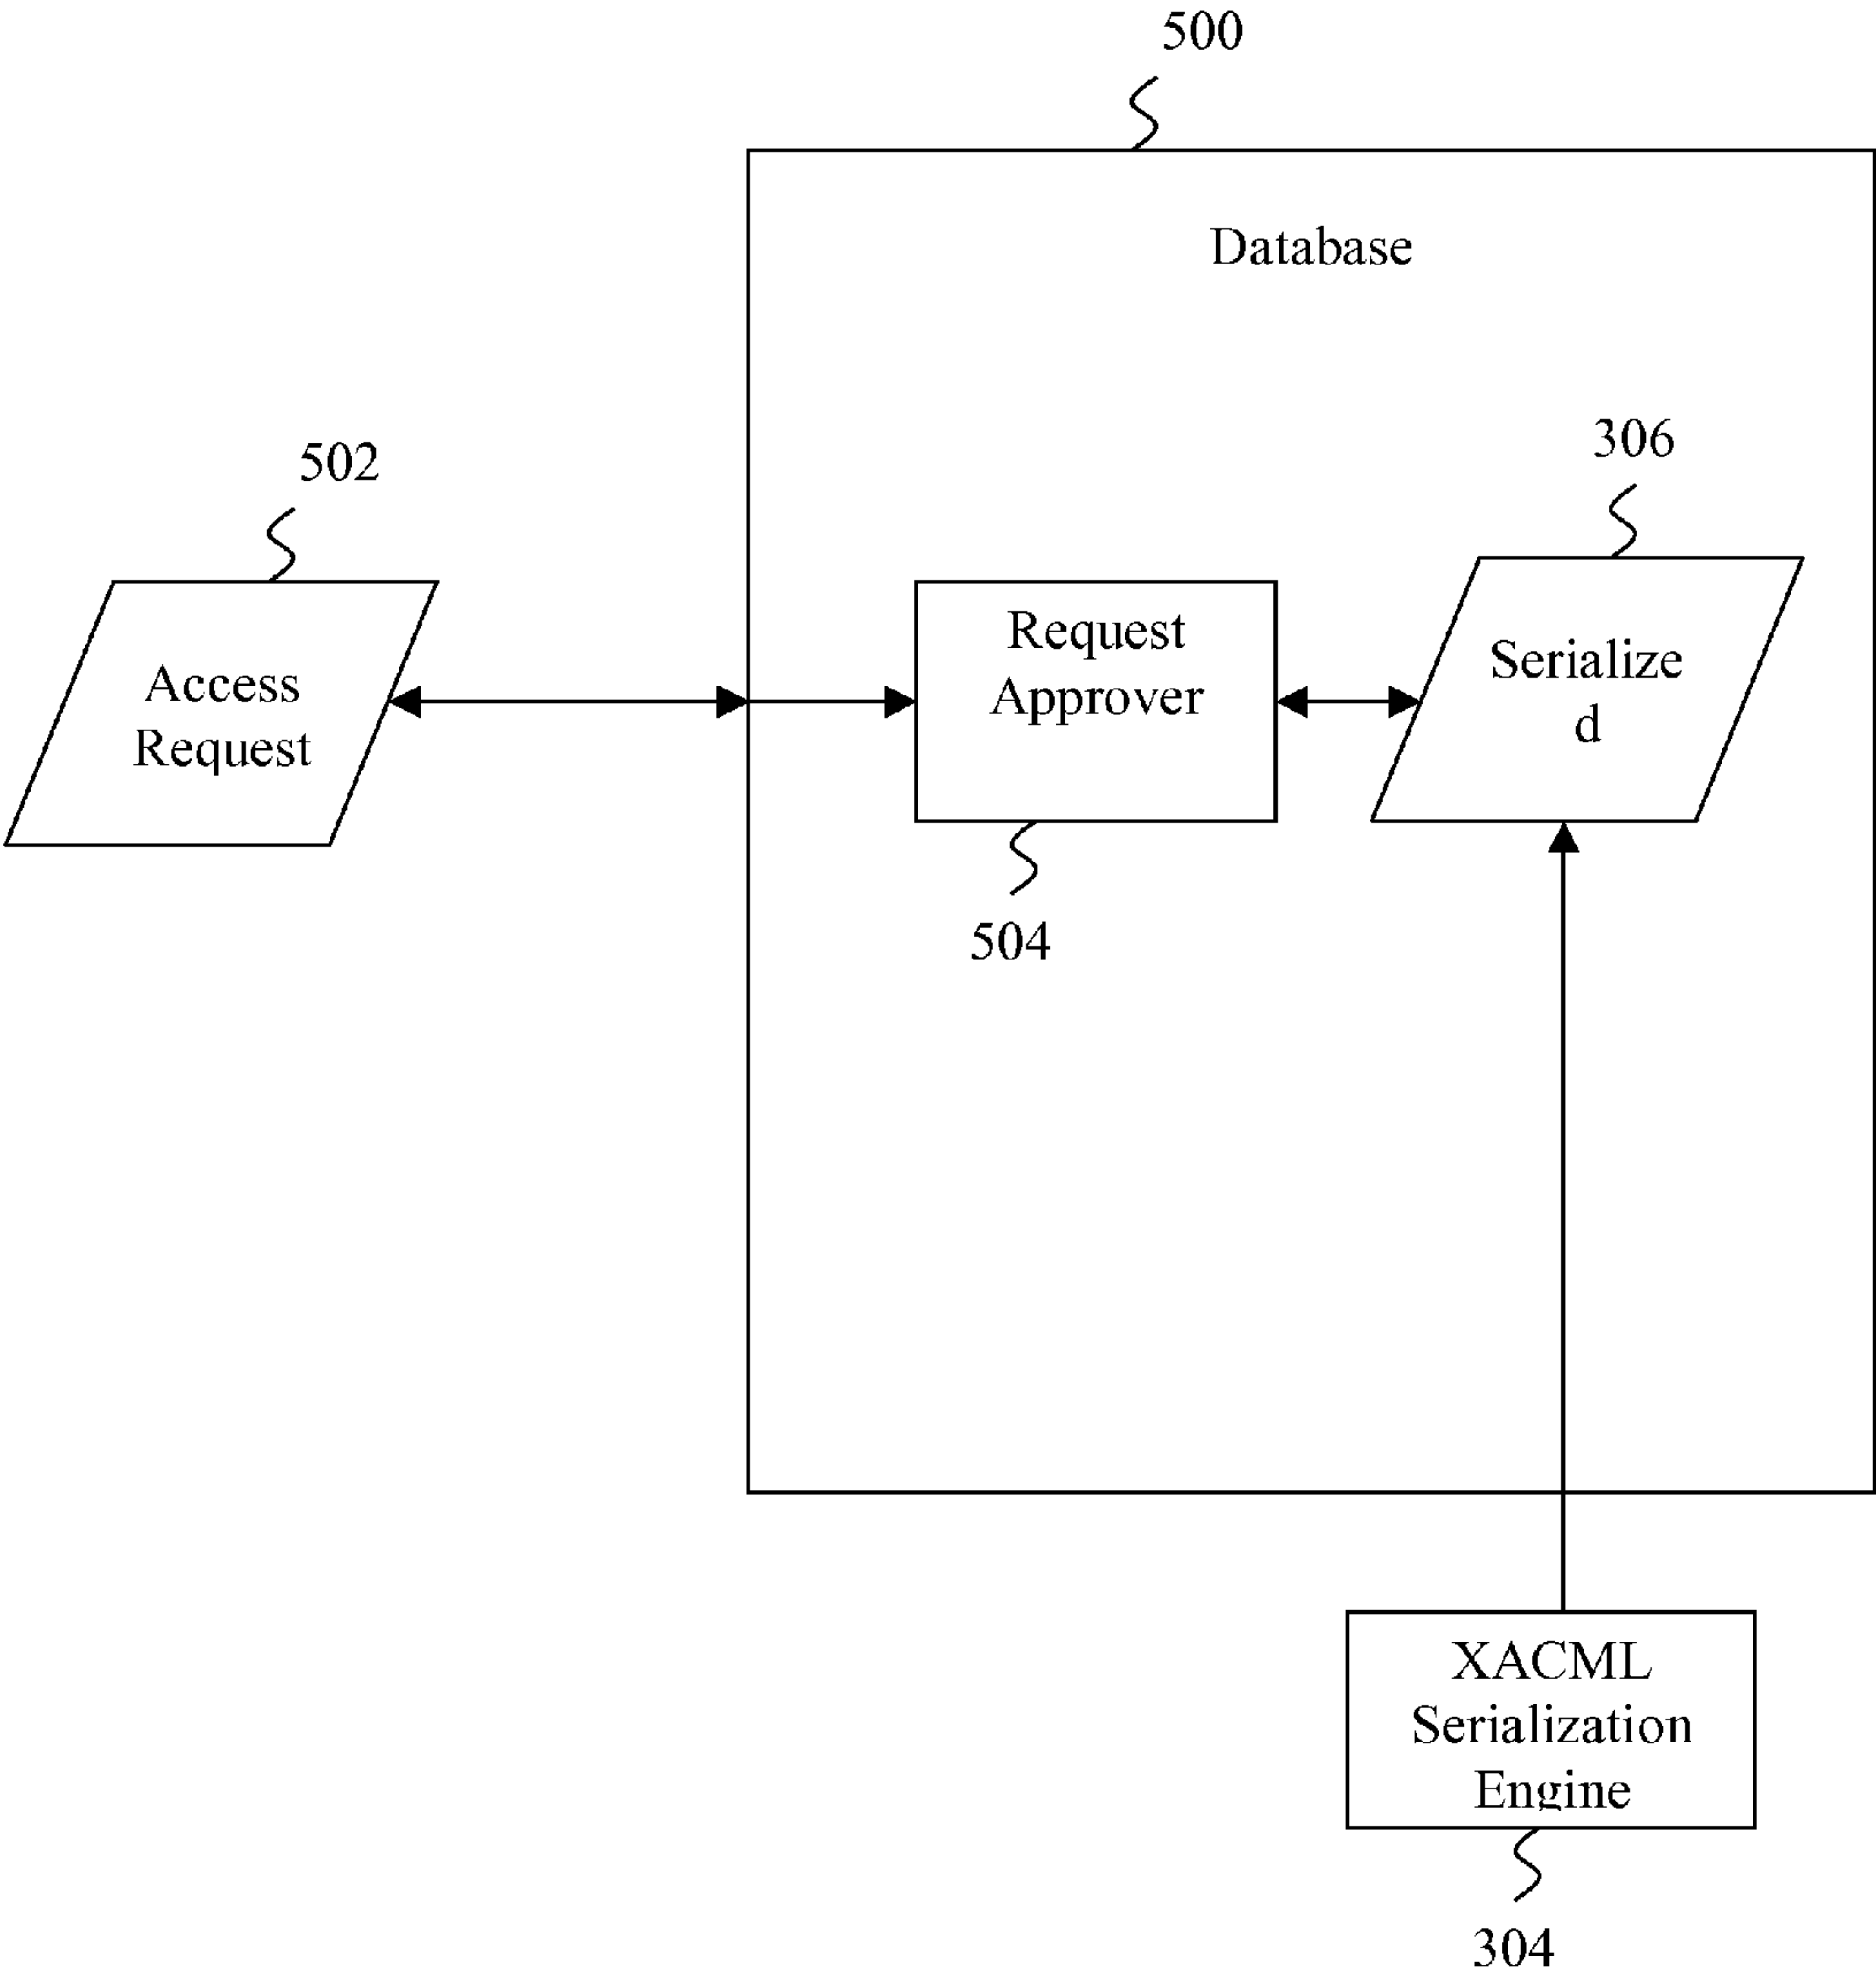 500
Database
502
306
Access
Request
Request
Approver
Serialize
d
504
XACML
Serialization
Engine
304